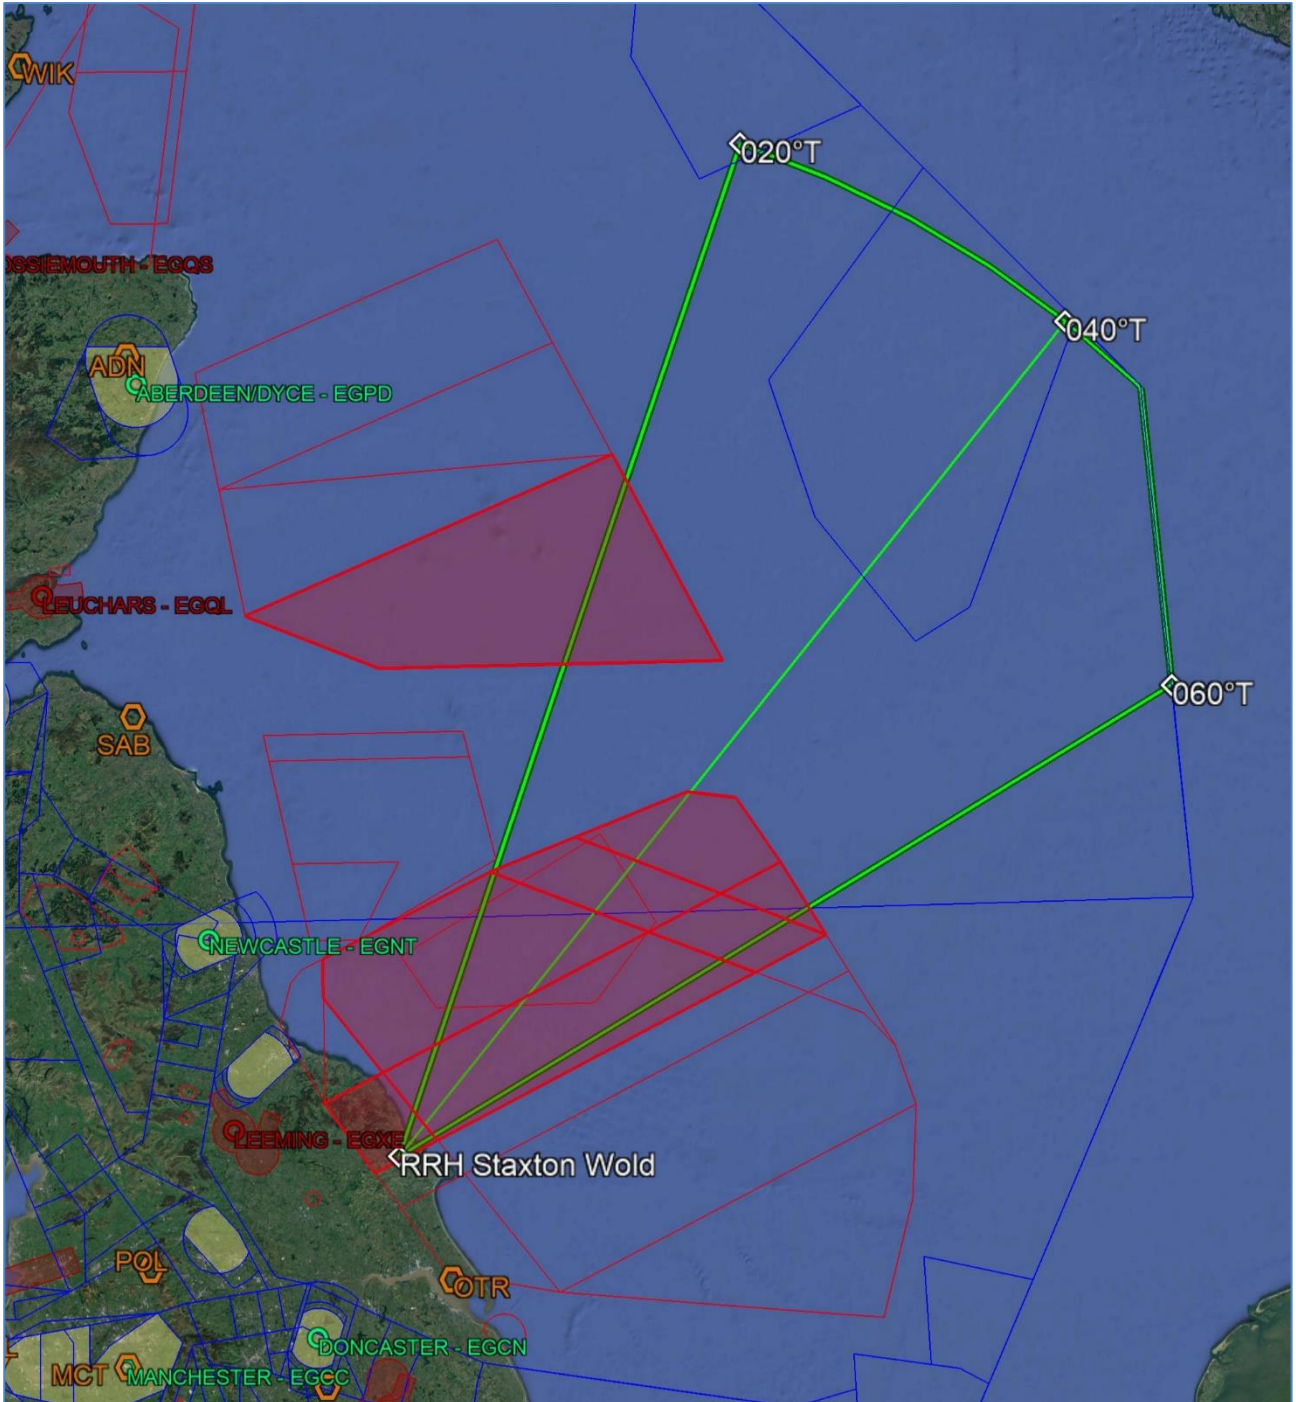 WIK
020°T
OSSIEMOUTH - EGQS
040°T
ADN
ABERDEEN/DYCE - EGPD
LEUCHARS - EGQL
060°T
SAB
NEWCASTLE - EGNT
LEEMING - EGXE
RRH Staxton Wold
POL
OTR
DONCASTER - EGCN
MCT
MANCHESTER - EGCC